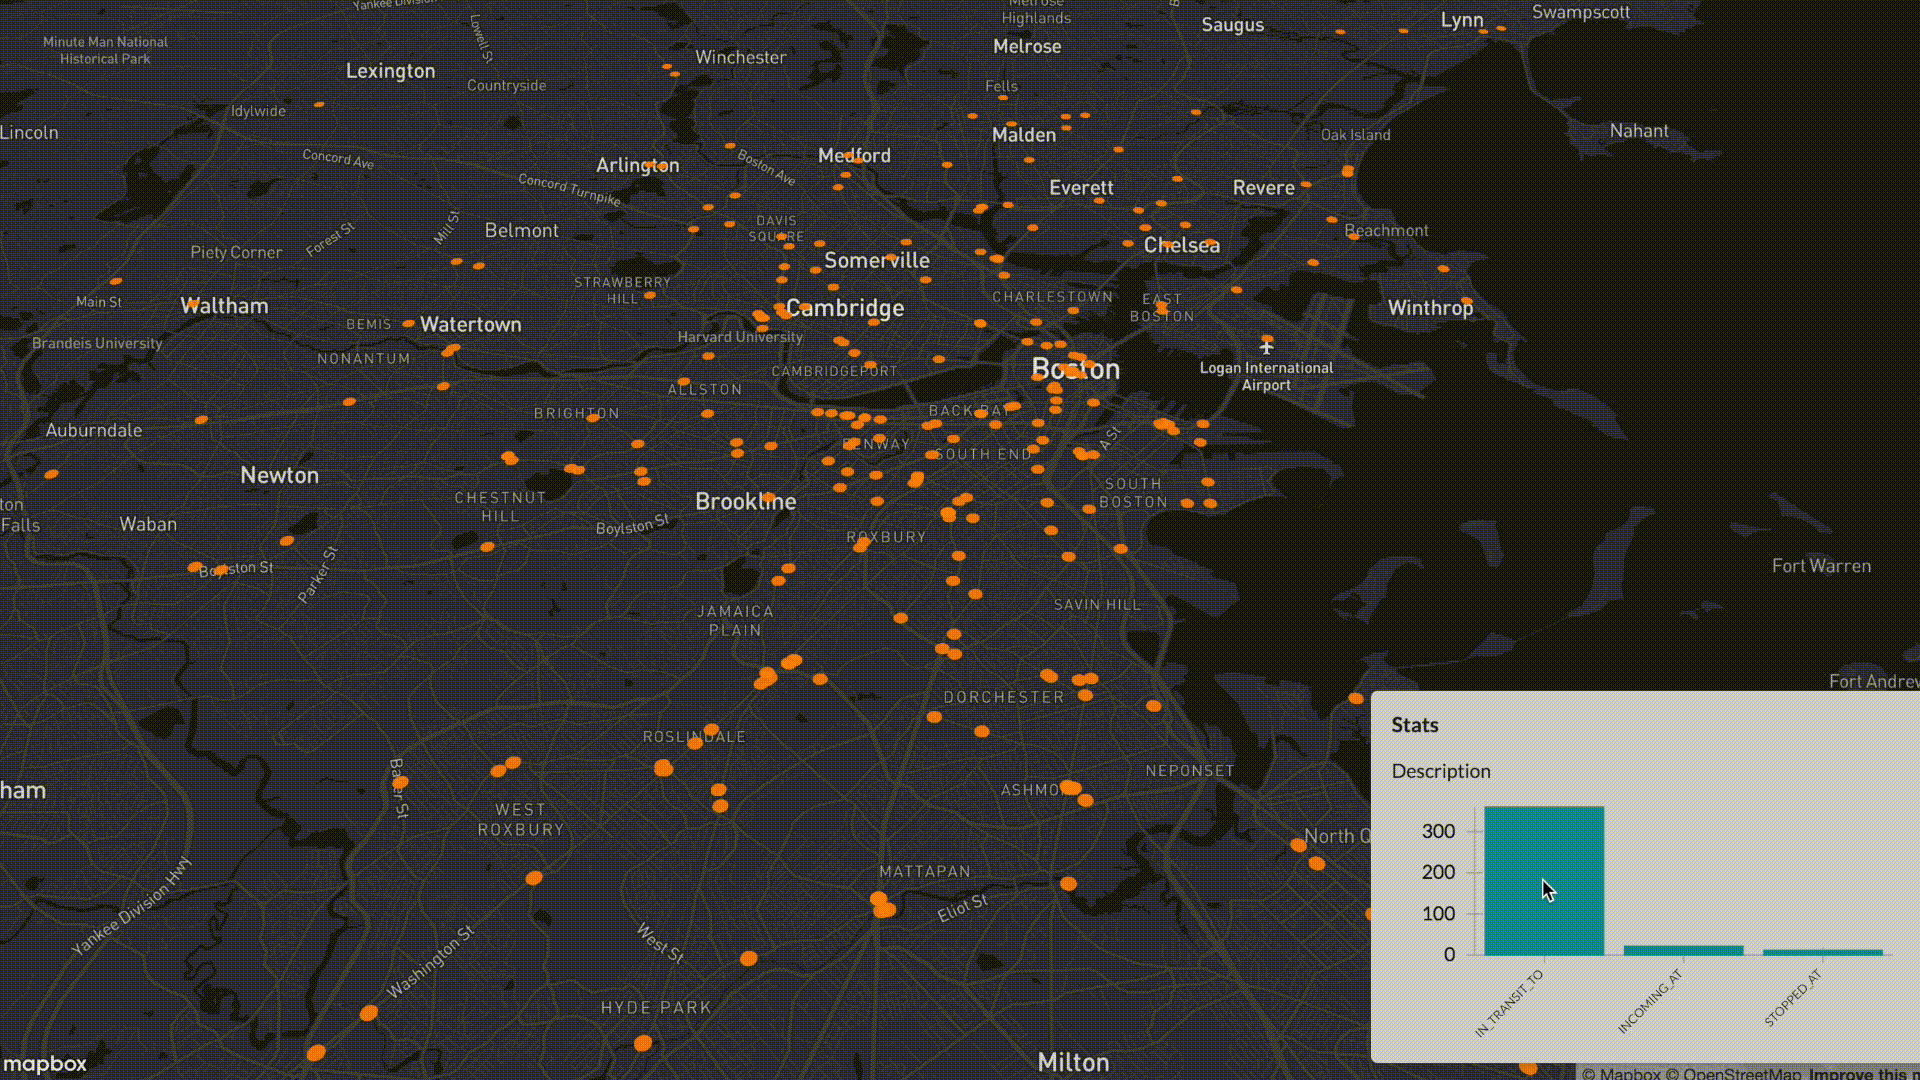 Yankee Division
Melrose
Highlands
Saugus
Lynn
Swampscott
Minute Man National
Historical Park
Lowell St
Winchester
Melrose
Lexington
Countryside
Fells
Idylwide
Lincoln
Malden
Oak Island
Nahant
Concord Ave
Arlington
Boston Ave
Medford
Concord Turnpike
Everett
Revere
Mill St
Forest St
Belmont
DAVIS
SQUARE
Beachmont
Piety Corner
Somerville
Chelsea
STRAWBERRY
HILL
CHARLESTOWN
EAST
BOSTON
Main St
Waltham
Cambridge
Winthrop
BEMIS
Watertown
Harvard University
Brandeis University
NONANTUM
CAMBRIDGEPORT
Boston
Logan International
Airport
ALLSTON
BRIGHTON
BACK BAY
Auburndale
FENWAY
SOUTH END
A St
Newton
CHESTNUT
HILL
Brookline
SOUTH
BOSTON
ton
Falls
Waban
Boylston St
ROXBURY
Boylston St
Parker St
Fort Warren
JAMAICA
PLAIN
SAVIN HILL
Fort Andrew
DORCHESTER
ROSLINDALE
NEPONSET
Baker St
ham
WEST
ROXBURY
ASHMO
North Q
MATTAPAN
Yankee Division Hwy
Eliot St
Washington St
West St
HYDE PARK
Milton
mapbox
Stats
Description
300
200
100
0
IN_TRANSIT_TO
INCOMING_AT
STOPPED_AT
© Mapbox © OpenStreetMap Improve this m